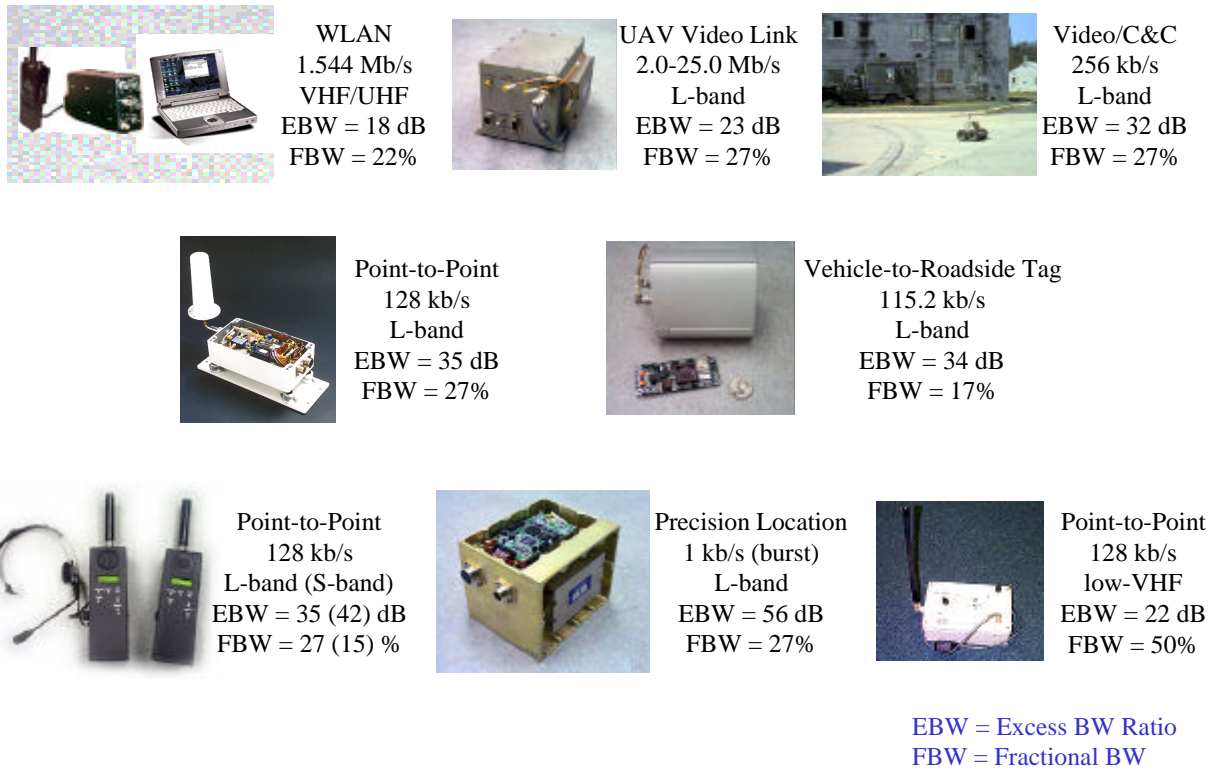 WLAN
1.544 Mb/s
VHF/UHF
EBW = 18 dB
FBW = 22%
UAV Video Link
2.0-25.0 Mb/s
L-band
EBW = 23 dB
FBW = 27%
Video/C&C
256 kb/s
L-band
EBW = 32 dB
FBW = 27%
Point-to-Point
128 kb/s
L-band
EBW = 35 dB
FBW = 27%
Vehicle-to-Roadside Tag
115.2 kb/s
L-band
EBW = 34 dB
FBW = 17%
Point-to-Point
128 kb/s
L-band (S-band)
EBW = 35 (42) dB
FBW = 27 (15) %
Precision Location
1 kb/s (burst)
L-band
EBW = 56 dB
FBW = 27%
Point-to-Point
128 kb/s
low-VHF
EBW = 22 dB
FBW = 50%
EBW = Excess BW Ratio
FBW = Fractional BW